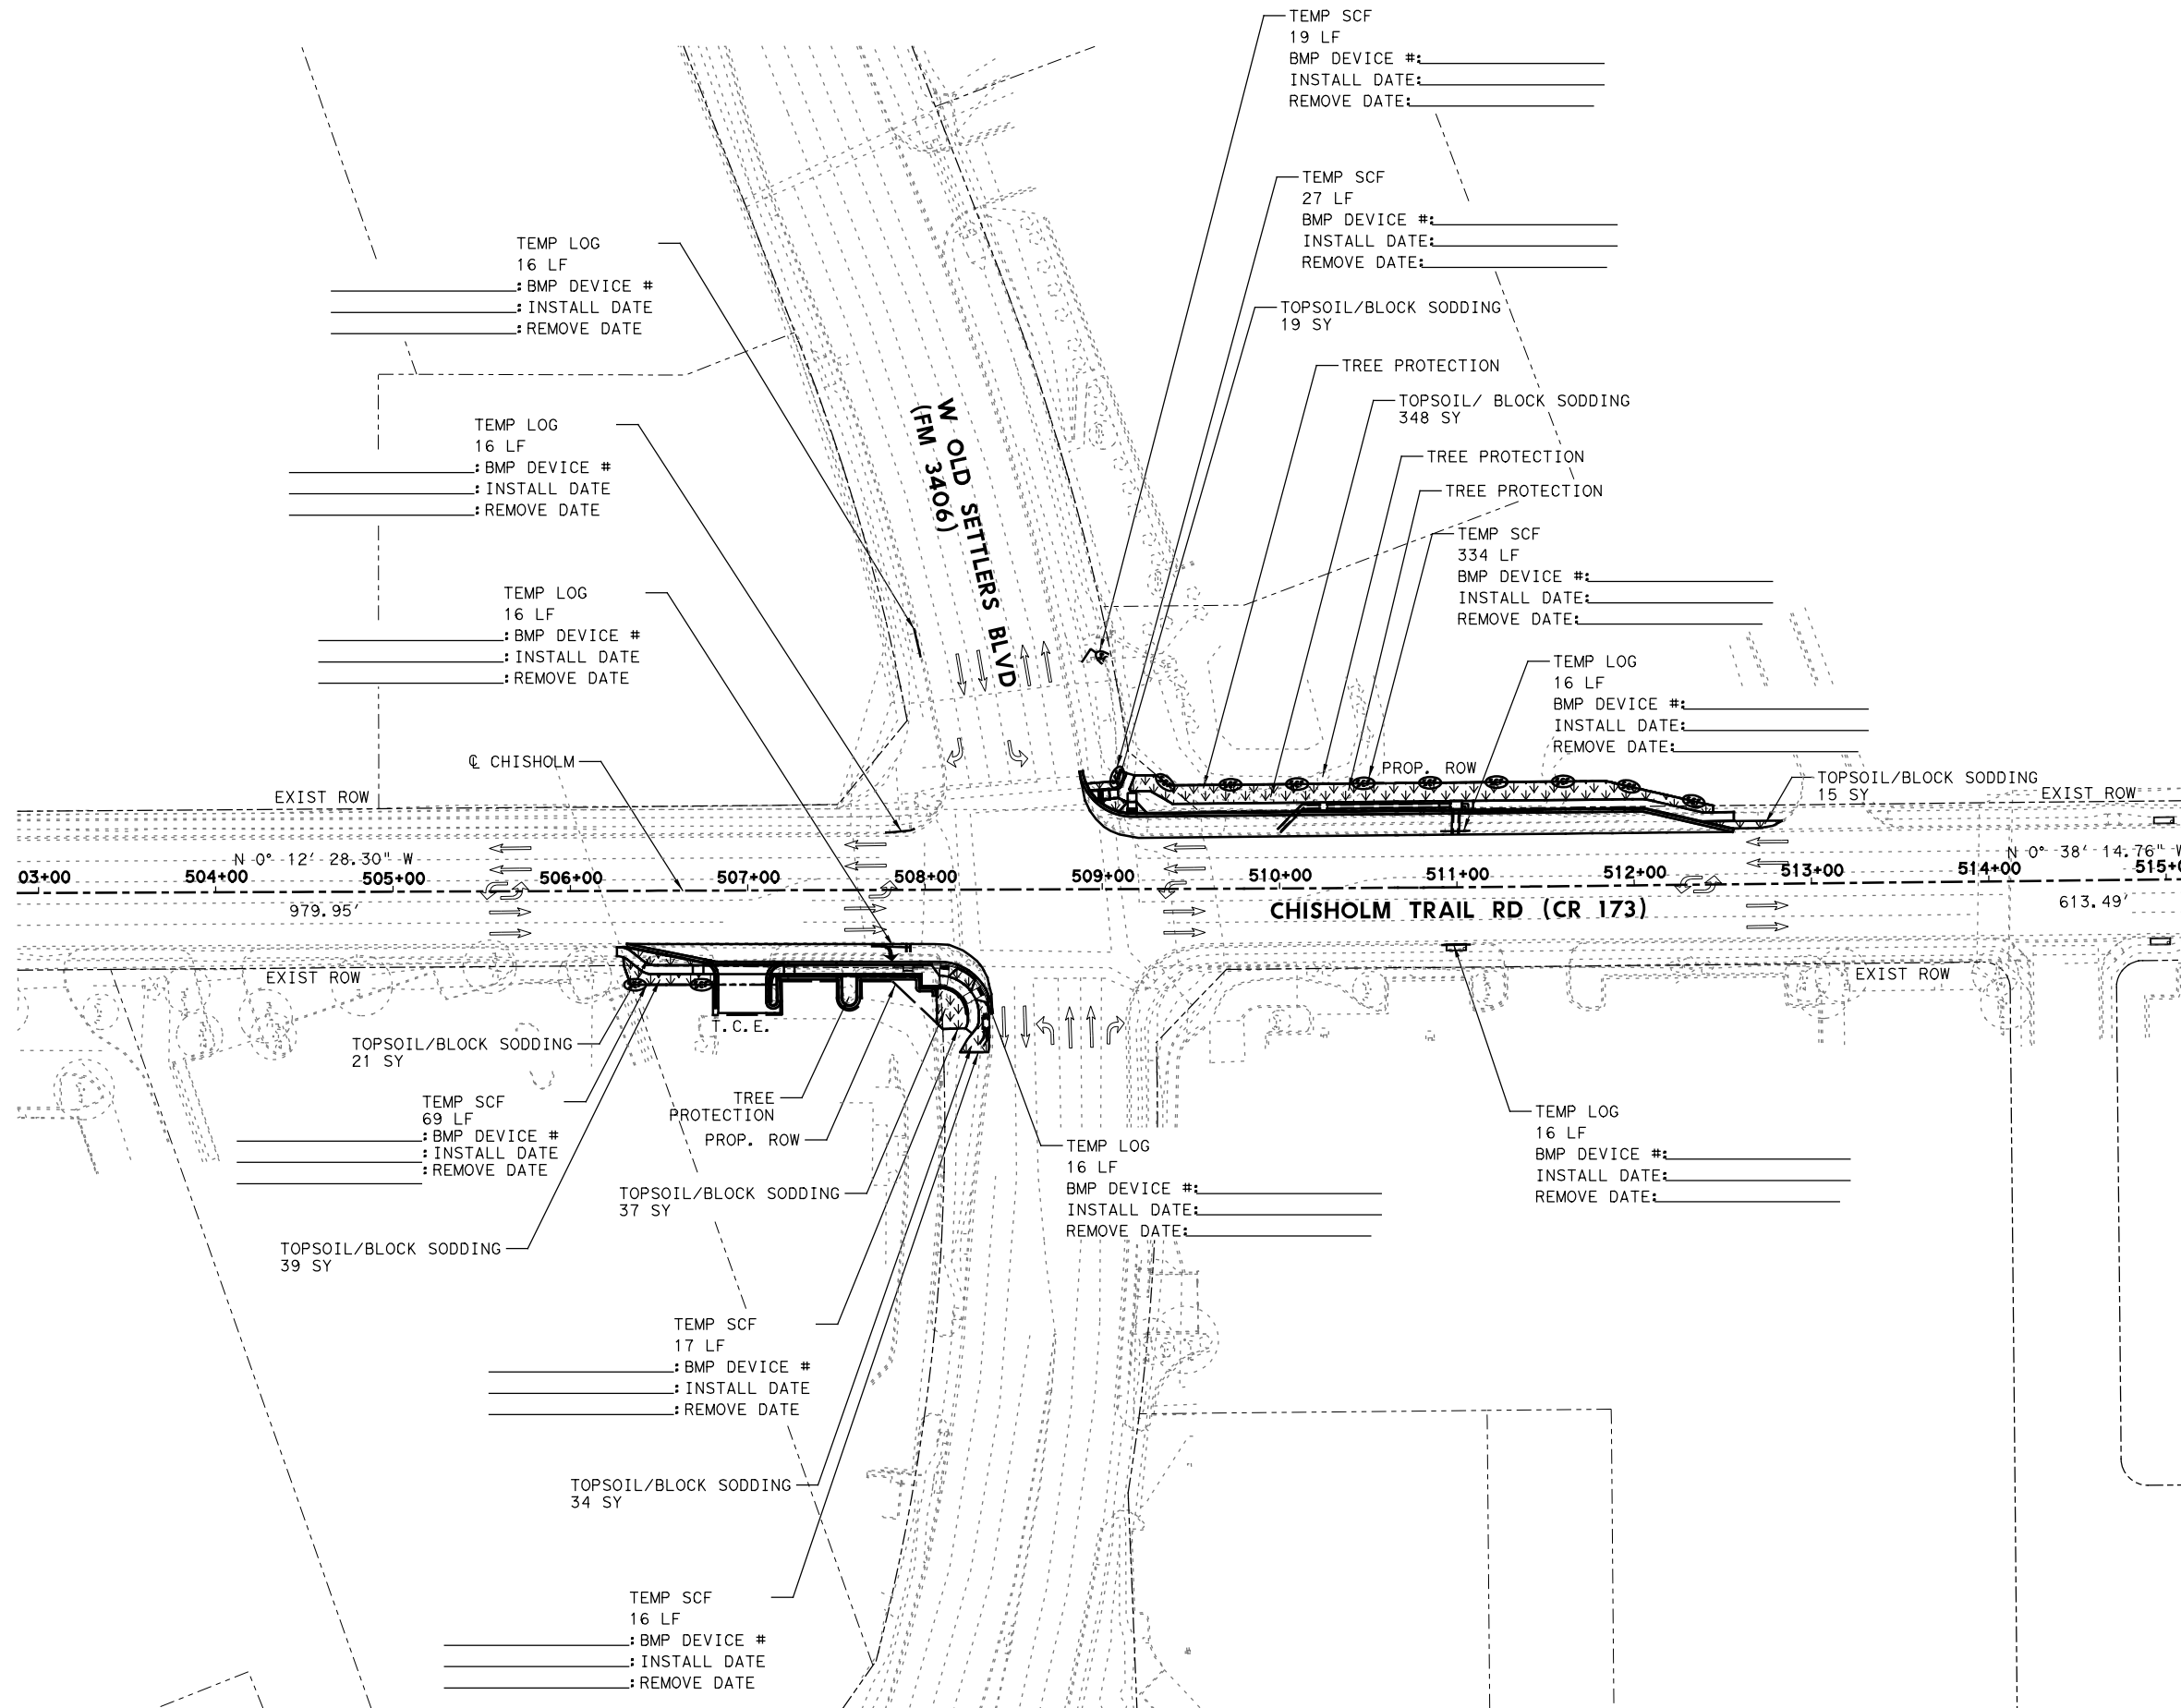 TEMP SCF
19 LF
BMP DEVICE #:
INSTALL DATE:
REMOVE DATE:
TEMP SCF
27 LF
BMP DEVICE #:
INSTALL DATE:
REMOVE DATE:
TEMP LOG
16 LF
:BMP DEVICE #
:INSTALL DATE
:REMOVE DATE
TOPSOIL/BLOCK SODDING
19 SY
TREE PROTECTION
TOPSOIL/ BLOCK SODDING
348 SY
TEMP LOG
16 LF
:BMP DEVICE #
:INSTALL DATE
:REMOVE DATE
W OLD SETTLERS BLVD
(FM 3406)
TREE PROTECTION
TREE PROTECTION
TEMP SCF
334 LF
BMP DEVICE #:
INSTALL DATE:
REMOVE DATE:
TEMP LOG
16 LF
:BMP DEVICE #
:INSTALL DATE
:REMOVE DATE
TEMP LOG
16 LF
BMP DEVICE #:
INSTALL DATE:
REMOVE DATE:
℄ CHISHOLM
PROP. ROW
TOPSOIL/BLOCK SODDING
15 SY
EXIST ROW
EXIST ROW
N 0° 12' 28.30" W
N 0° 38' 14.76" W
03+00 504+00 505+00 506+00 507+00 508+00 509+00 510+00 511+00 512+00 513+00 514+00 515+0
979.95'
CHISHOLM TRAIL RD (CR 173)
613.49'
EXIST ROW
EXIST ROW
T.C.E.
TOPSOIL/BLOCK SODDING
21 SY
TEMP SCF
69 LF
:BMP DEVICE #
:INSTALL DATE
:REMOVE DATE
TREE
PROTECTION
PROP. ROW
TEMP LOG
16 LF
BMP DEVICE #:
INSTALL DATE:
REMOVE DATE:
TEMP LOG
16 LF
BMP DEVICE #:
INSTALL DATE:
REMOVE DATE:
TOPSOIL/BLOCK SODDING
37 SY
TOPSOIL/BLOCK SODDING
39 SY
TEMP SCF
17 LF
:BMP DEVICE #
:INSTALL DATE
:REMOVE DATE
TOPSOIL/BLOCK SODDING
34 SY
TEMP SCF
16 LF
:BMP DEVICE #
:INSTALL DATE
:REMOVE DATE